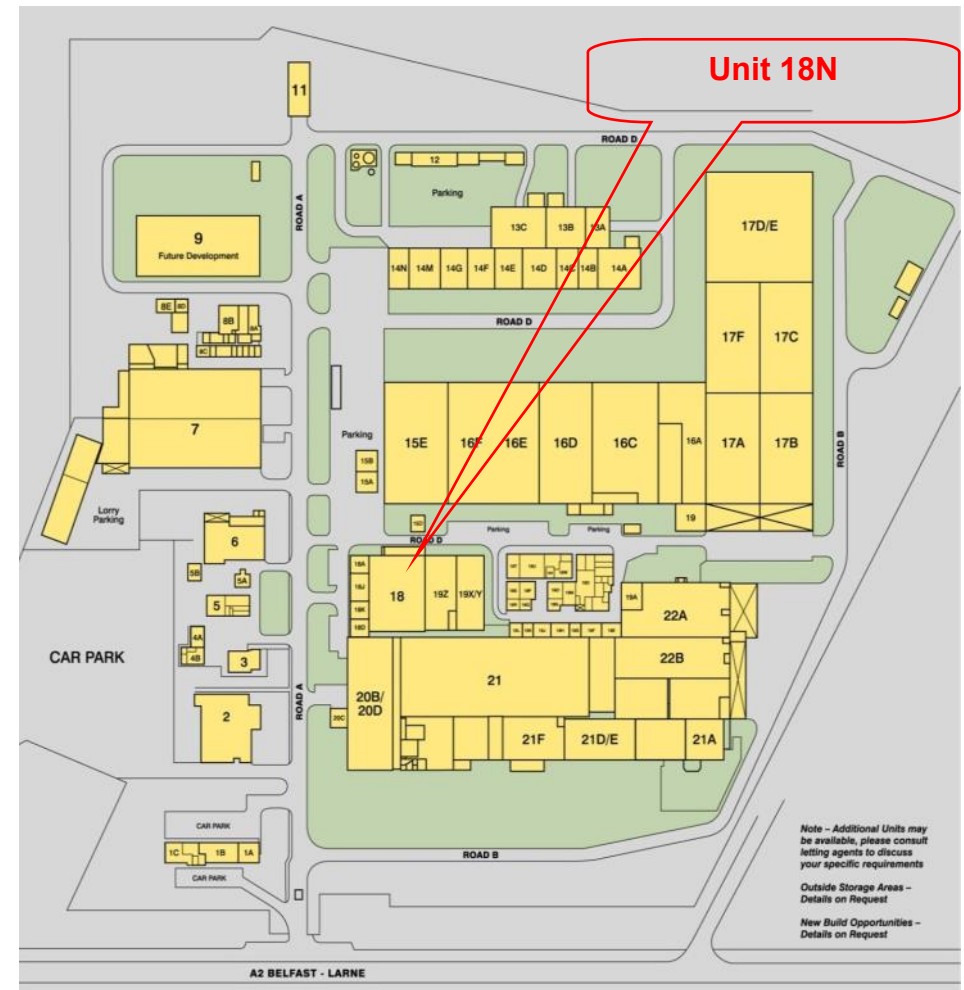 Unit 18N
11
ROAD D
12
Parking
ROAD A
9
Future Development
13C
13B
13A
17D/E
14N
14M
14G
14F
14E
14D
14C
14B
14A
8E
8D
8B
8A
8C
ROAD D
17F
17C
7
Parking
15E
16F
16E
16D
16C
16A
17A
17B
ROAD B
15B
15A
Lorry
Parking
19
Parking
Parking
ROAD D
6
5B
5A
5
18A
18J
18K
18D
18
19Z
19X/Y
19A
22A
4A
4B
3
CAR PARK
22B
21
20B/
20D
ROAD A
2
20C
21F
21D/E
21A
CAR PARK
1C
1B
1A
CAR PARK
ROAD B
Note – Additional Units may
be available, please consult
letting agents to discuss
your specific requirements
Outside Storage Areas –
Details on Request
New Build Opportunities –
Details on Request
A2 BELFAST - LARNE